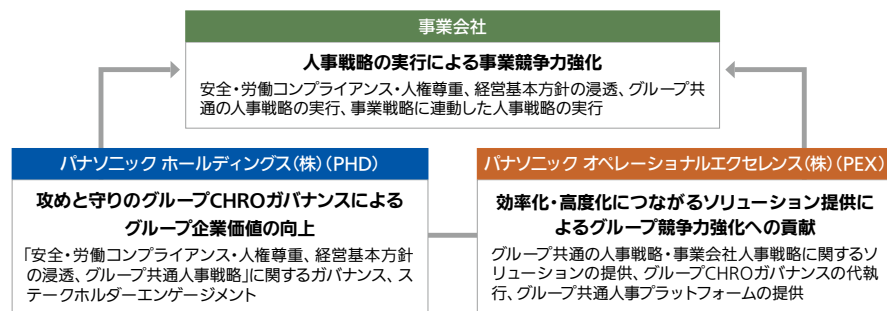 事業会社
人事戦略の実行による事業競争力強化
安全・労働コンプライアンス・人権尊重、経営基本方針の浸透、グループ共
通の人事戦略の実行、事業戦略に連動した人事戦略の実行
パナソニック ホールディングス(株)(PHD)
攻めと守りのグループCHROガバナンスによる
グループ企業価値の向上
「安全・労働コンプライアンス・人権尊重、経営基本方針
の浸透、グループ共通人事戦略」に関するガバナンス、ス
テークホルダーエンゲージメント
パナソニック オペレーショナルエクセレンス(株)(PEX)
効率化・高度化につながるソリューション提供に
よるグループ競争力強化への貢献
グループ共通の人事戦略・事業会社人事戦略に関するソ
リューションの提供、グループCHROガバナンスの代執
行、グループ共通人事プラットフォームの提供